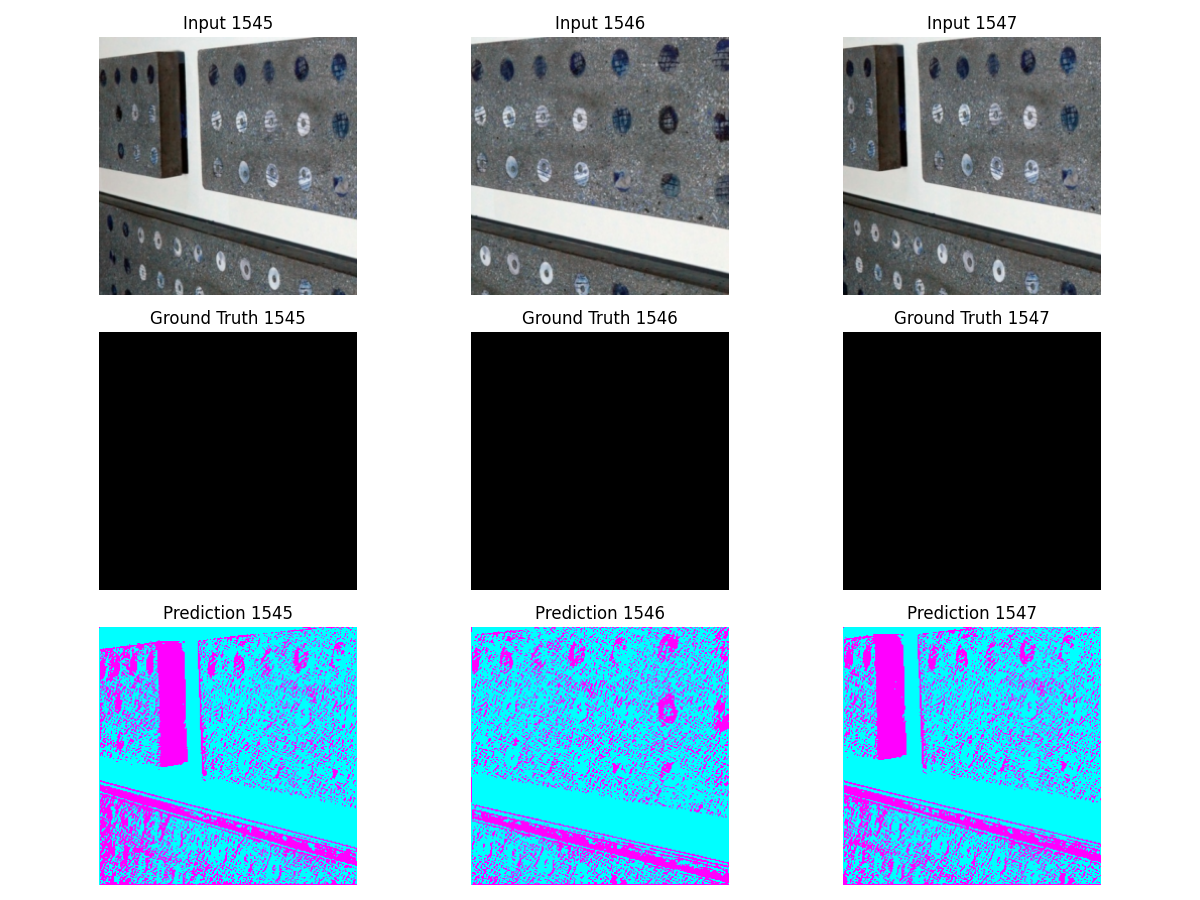 Input 1545
Input 1546
Input 1547
Ground Truth 1545
Ground Truth 1546
Ground Truth 1547
Prediction 1545
Prediction 1546
Prediction 1547